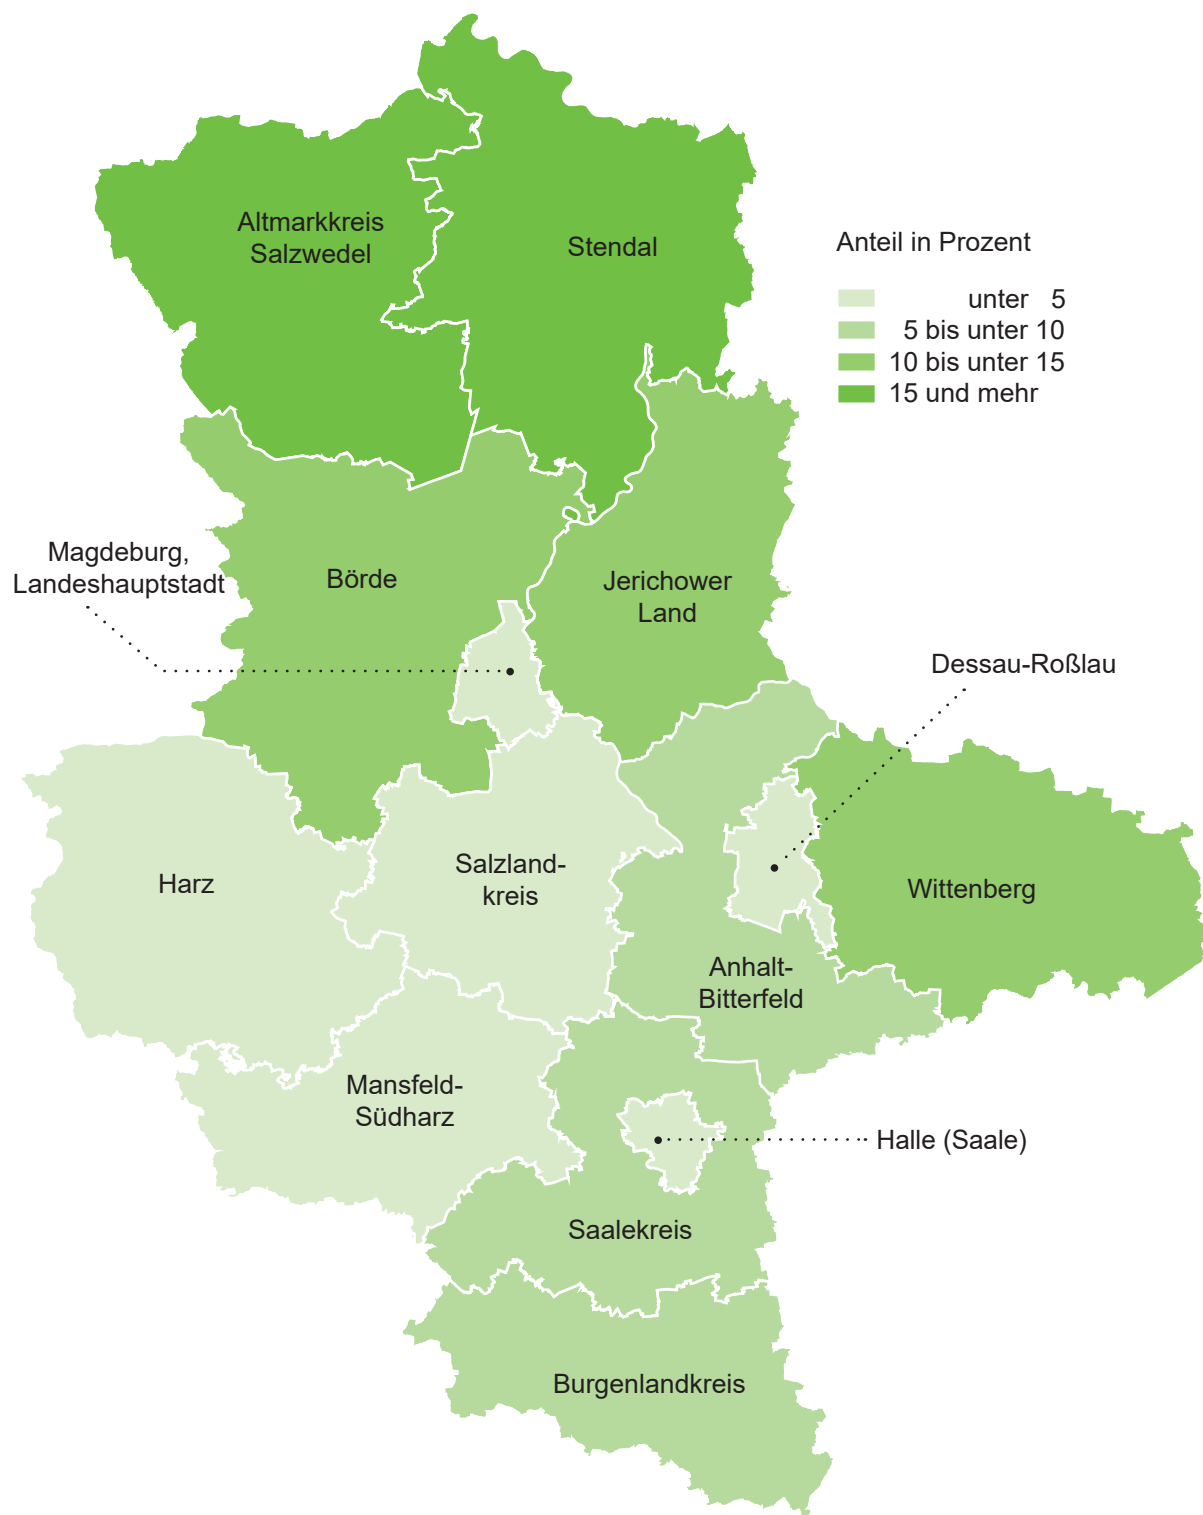 Altmarkkreis
Salzwedel
Stendal
Anteil in Prozent
unter 5
5 bis unter 10
10 bis unter 15
15 und mehr
Magdeburg,
Landeshauptstadt
Börde
Jerichower
Land
Dessau-Roßlau
Harz
Salzland-
kreis
Wittenberg
Anhalt-
Bitterfeld
Mansfeld-
Südharz
Halle (Saale)
Saalekreis
Burgenlandkreis